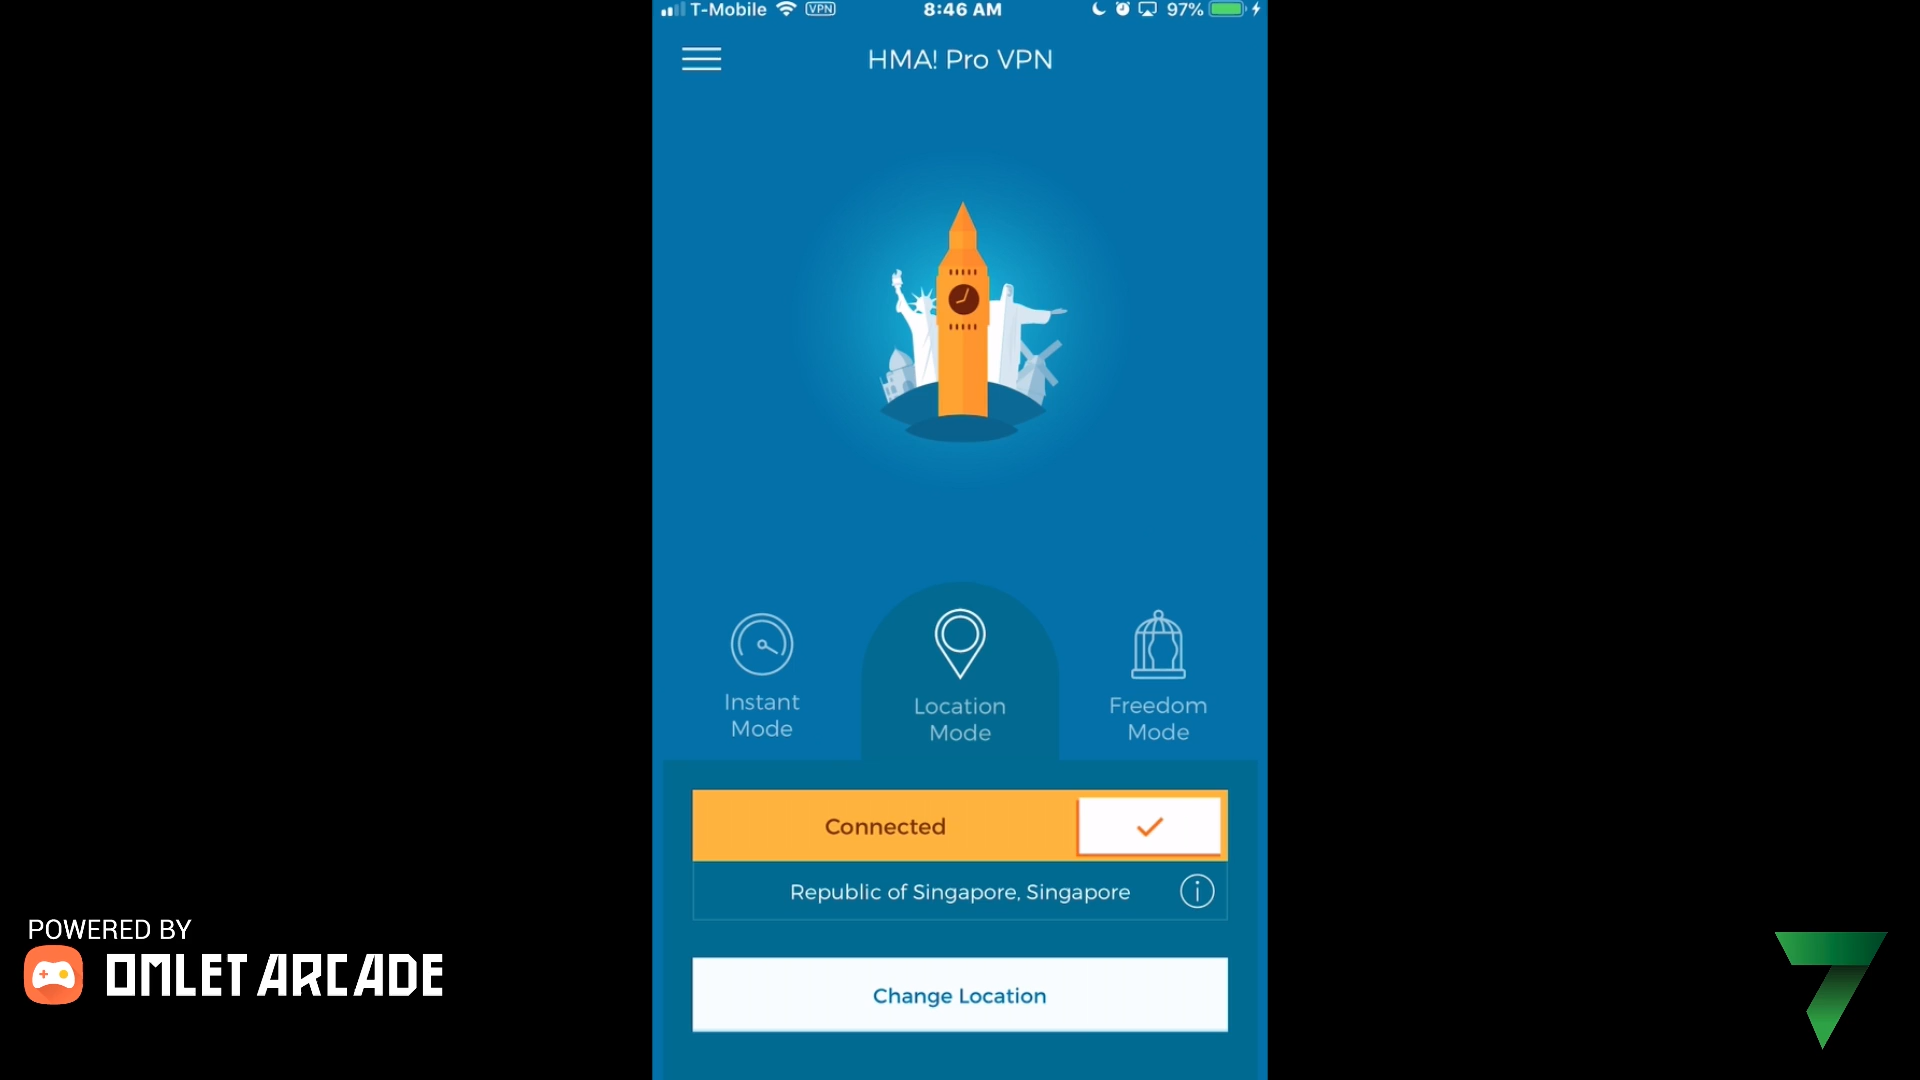 T-Mobile VPN 8:46 AM 97%
HMA! Pro VPN
Instant
Mode
Location
Mode
Freedom
Mode
Connected
Republic of Singapore, Singapore
Change Location
POWERED BY
OMLET ARCADE